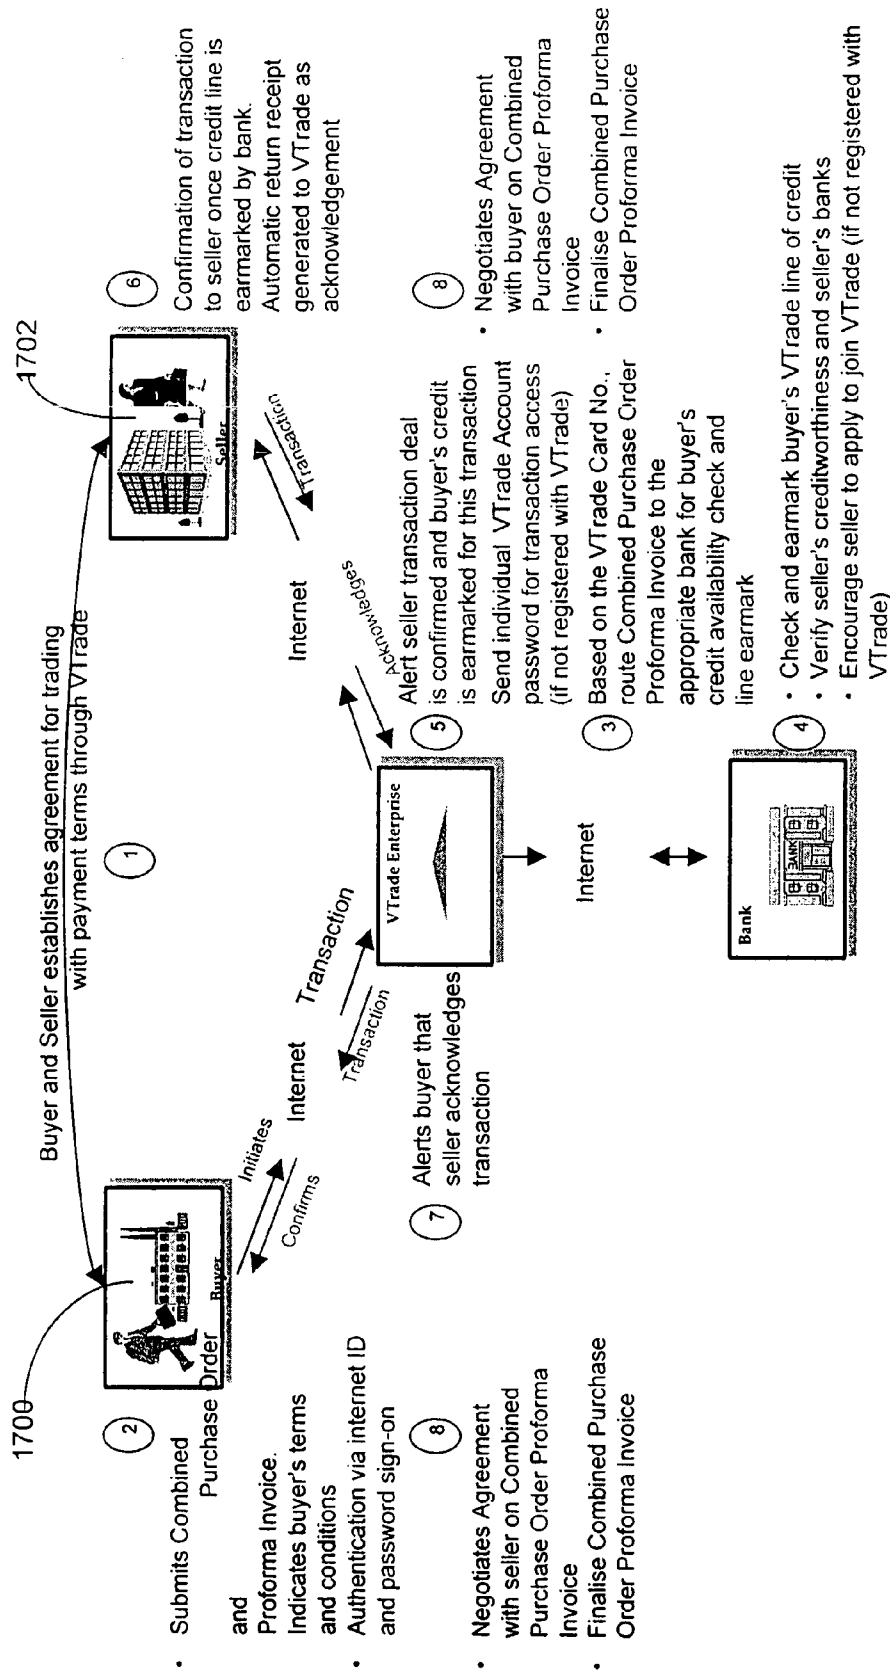 Buyer and Seller establishes agreement for trading
with payment terms through VTrade
1
1700
1702
Buyer
Seller
2
• Submits Combined
Purchase Order
and
Proforma Invoice.
Indicates buyer's terms
and conditions
• Authentication via internet ID
and password sign-on
Initiates
Confirms
Internet
Transaction
Transaction
VTrade Enterprise
Internet
Transaction
Acknowledges
6
Confirmation of transaction
to seller once credit line is
earmarked by bank.
Automatic return receipt
generated to VTrade as
acknowledgement
7
Alerts buyer that
seller acknowledges
transaction
5
Alert seller transaction deal
is confirmed and buyer's credit
is earmarked for this transaction
Send individual VTrade Account
password for transaction access
(if not registered with VTrade)
8
• Negotiates Agreement
with seller on Combined
Purchase Order Proforma
Invoice
• Finalise Combined Purchase
Order Proforma Invoice
8
• Negotiates Agreement
with buyer on Combined
Purchase Order Proforma
Invoice
• Finalise Combined Purchase
Order Proforma Invoice
3
Based on the VTrade Card No.,
route Combined Purchase Order
Proforma Invoice to the
appropriate bank for buyer's
credit availability check and
line earmark
Internet
Bank
BANK
4
• Check and earmark buyer's VTrade line of credit
• Verify seller's creditworthiness and seller's banks
• Encourage seller to apply to join VTrade (if not registered with
VTrade)